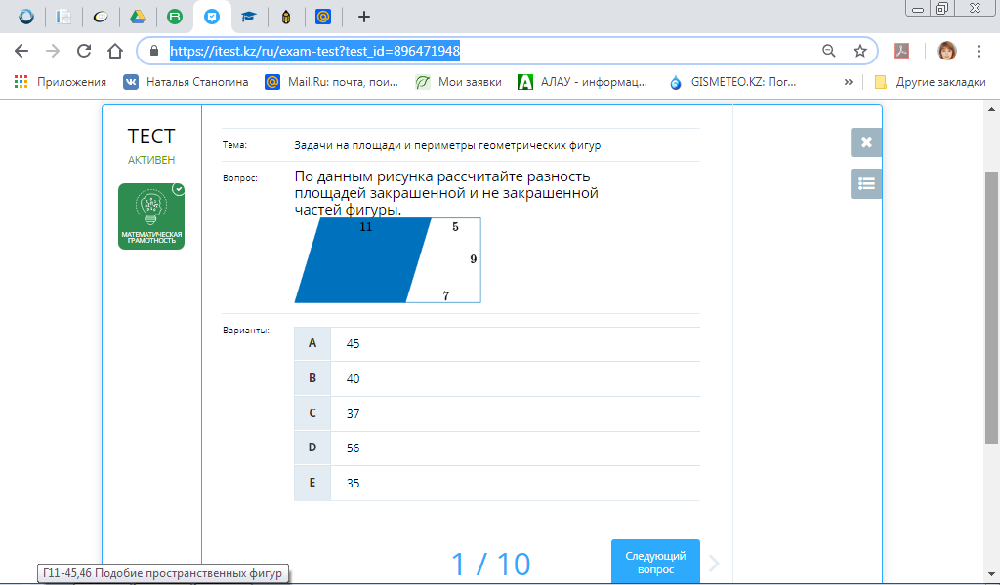 https://itest.kz/ru/exam-test?test_id=896471948
Приложения
Наталья Станогина
Mail.Ru: почта, пои...
Мои заявки
АЛАУ - информац...
GISMETEO.KZ: Пог...
»
Другие закладки
ТЕСТ
АКТИВЕН
МАТЕМАТИЧЕСКАЯ
ГРАМОТНОСТЬ
Тема:
Задачи на площади и периметры геометрических фигур
Вопрос:
По данным рисунка рассчитайте разность
площадей закрашенной и не закрашенной
частей фигуры.
11
5
9
7
Варианты:
A 45
B 40
C 37
D 56
E 35
1 / 10
Следующий
вопрос
Г11-45,46 Подобие пространственных фигур